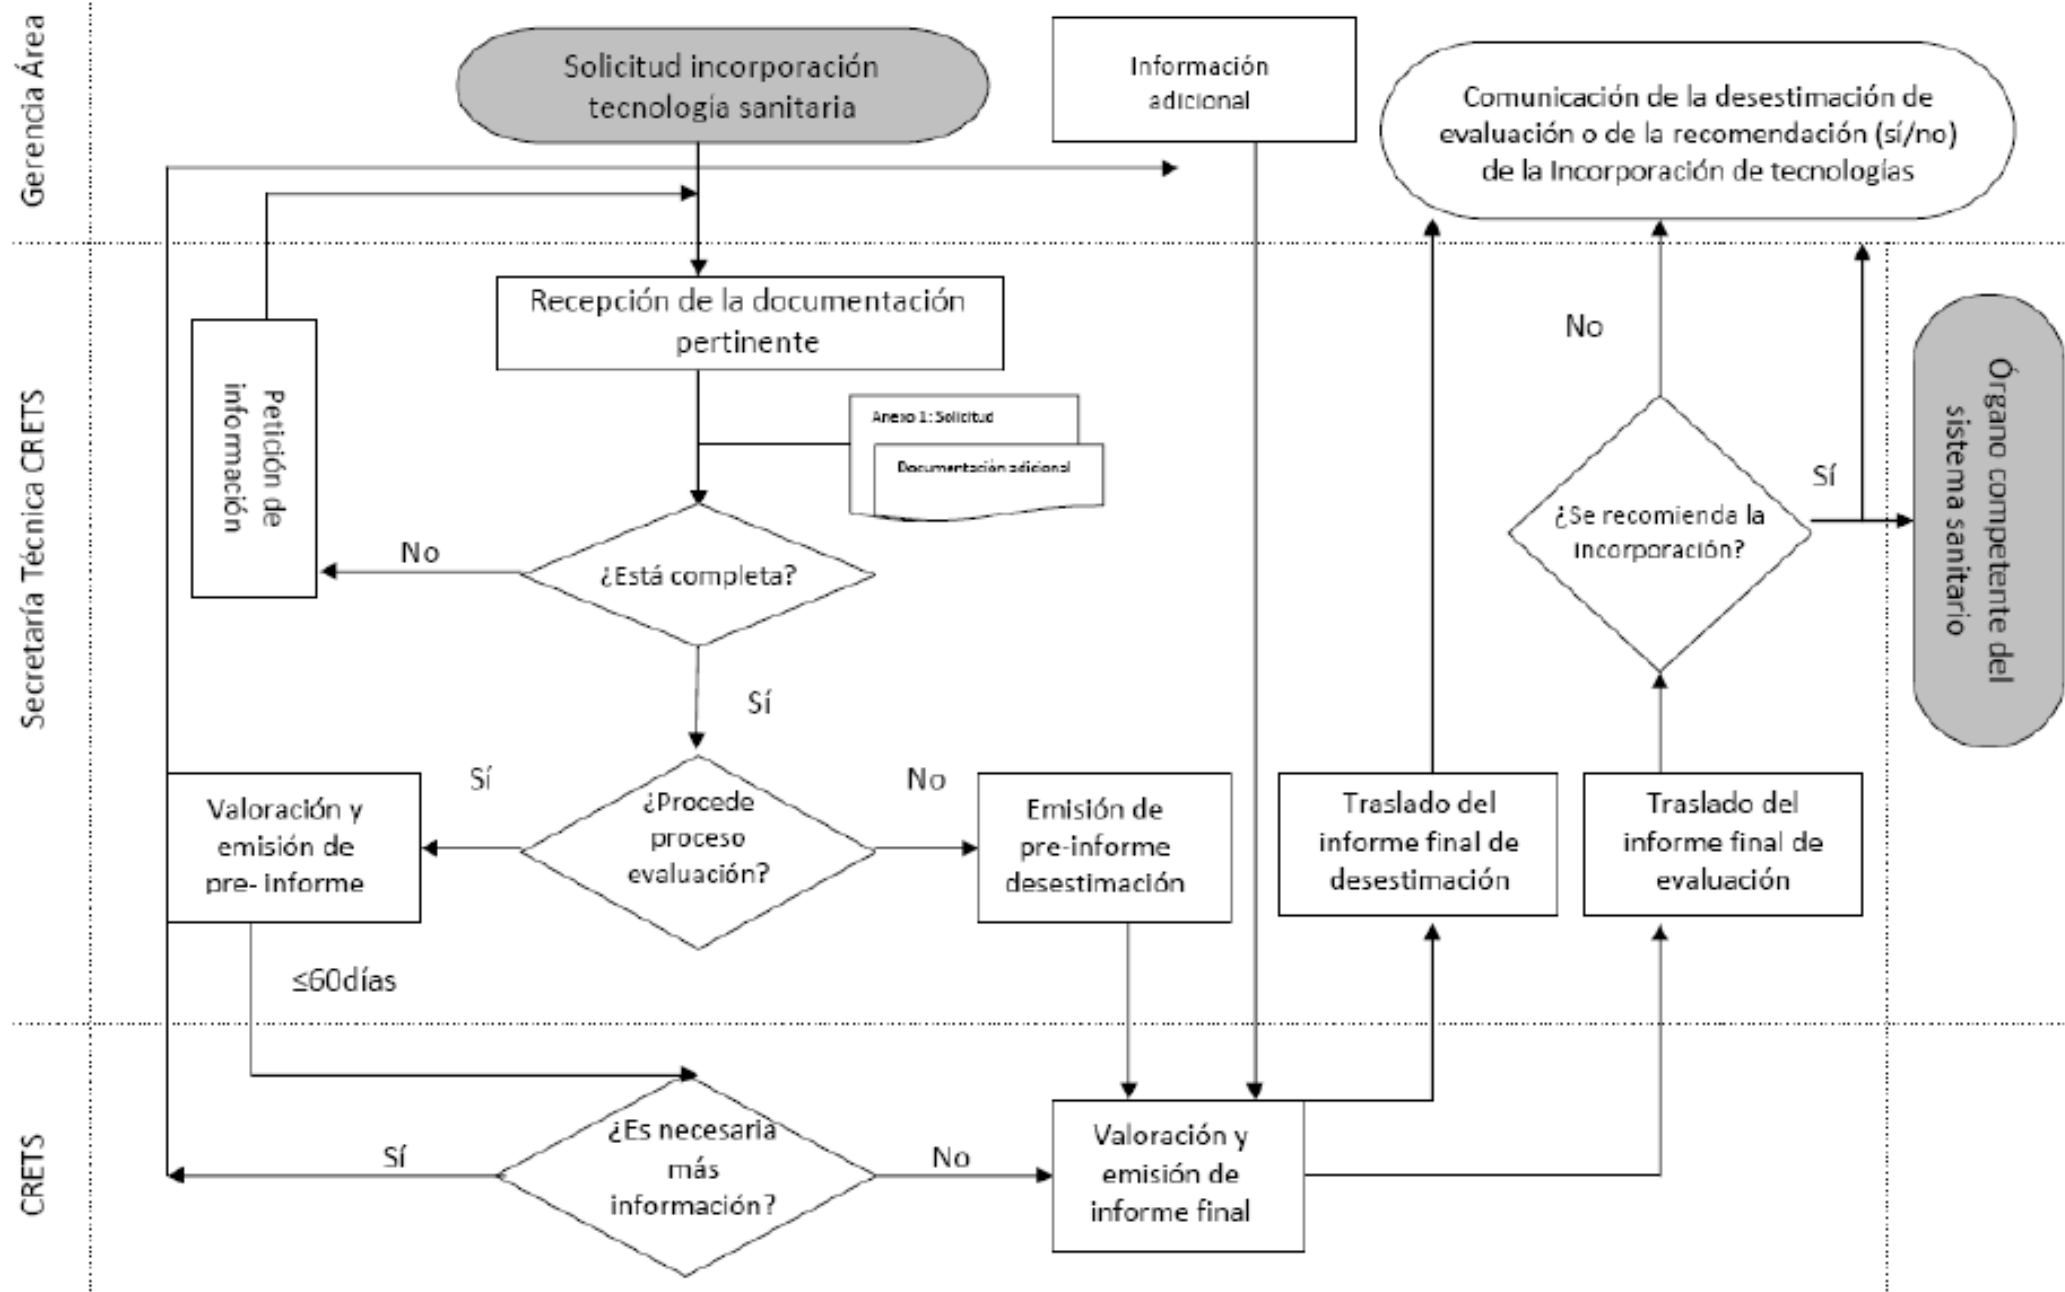 Gerencia Área
Solicitud incorporación
tecnología sanitaria
Información
adicional
Comunicación de la desestimación de
evaluación o de la recomendación (sí/no)
de la Incorporación de tecnologías
Secretaría Técnica CRETS
Recepción de la documentación
pertinente
Petición de
información
Anexo 1: Solicitud
Documentación adicional
No
¿Está completa?
Sí
No
¿Se recomienda la
incorporación?
Sí
Órgano competente del
sistema sanitario
Valoración y
emisión de
pre- informe
Sí
¿Procede
proceso
evaluación?
No
Emisión de
pre-informe
desestimación
Traslado del
informe final de
desestimación
Traslado del
informe final de
evaluación
≤60días
CRETS
Sí
¿Es necesaria
más
información?
No
Valoración y
emisión de
informe final